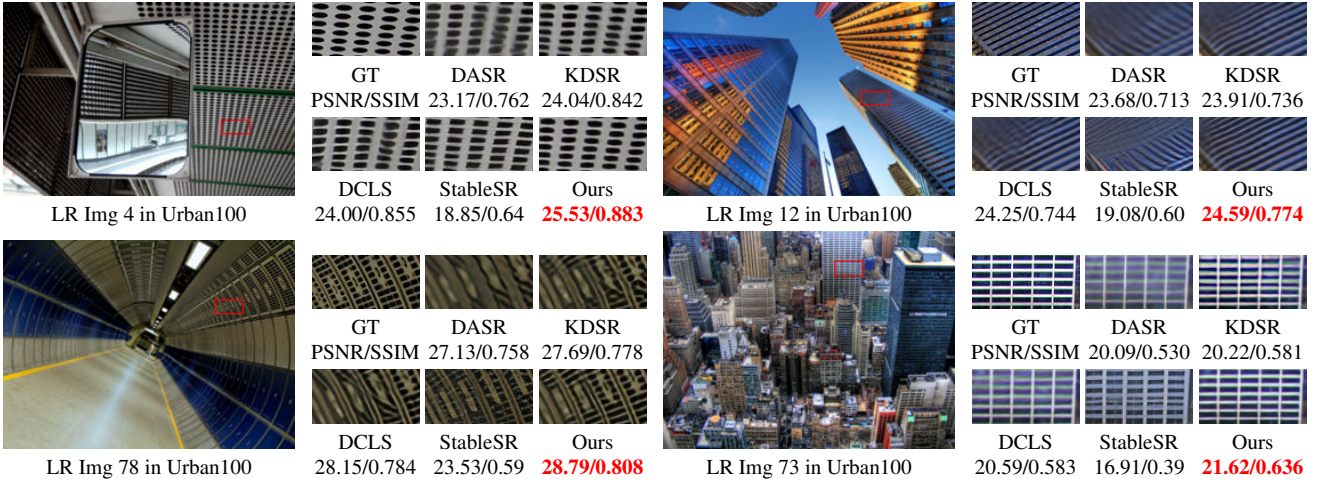 GT DASR KDSR
PSNR/SSIM 23.17/0.762 24.04/0.842
DCLS StableSR Ours
24.00/0.855 18.85/0.64 25.53/0.883
LR Img 4 in Urban100
GT DASR KDSR
PSNR/SSIM 23.68/0.713 23.91/0.736
DCLS StableSR Ours
24.25/0.744 19.08/0.60 24.59/0.774
LR Img 12 in Urban100
GT DASR KDSR
PSNR/SSIM 27.13/0.758 27.69/0.778
DCLS StableSR Ours
28.15/0.784 23.53/0.59 28.79/0.808
LR Img 78 in Urban100
GT DASR KDSR
PSNR/SSIM 20.09/0.530 20.22/0.581
DCLS StableSR Ours
20.59/0.583 16.91/0.39 21.62/0.636
LR Img 73 in Urban100